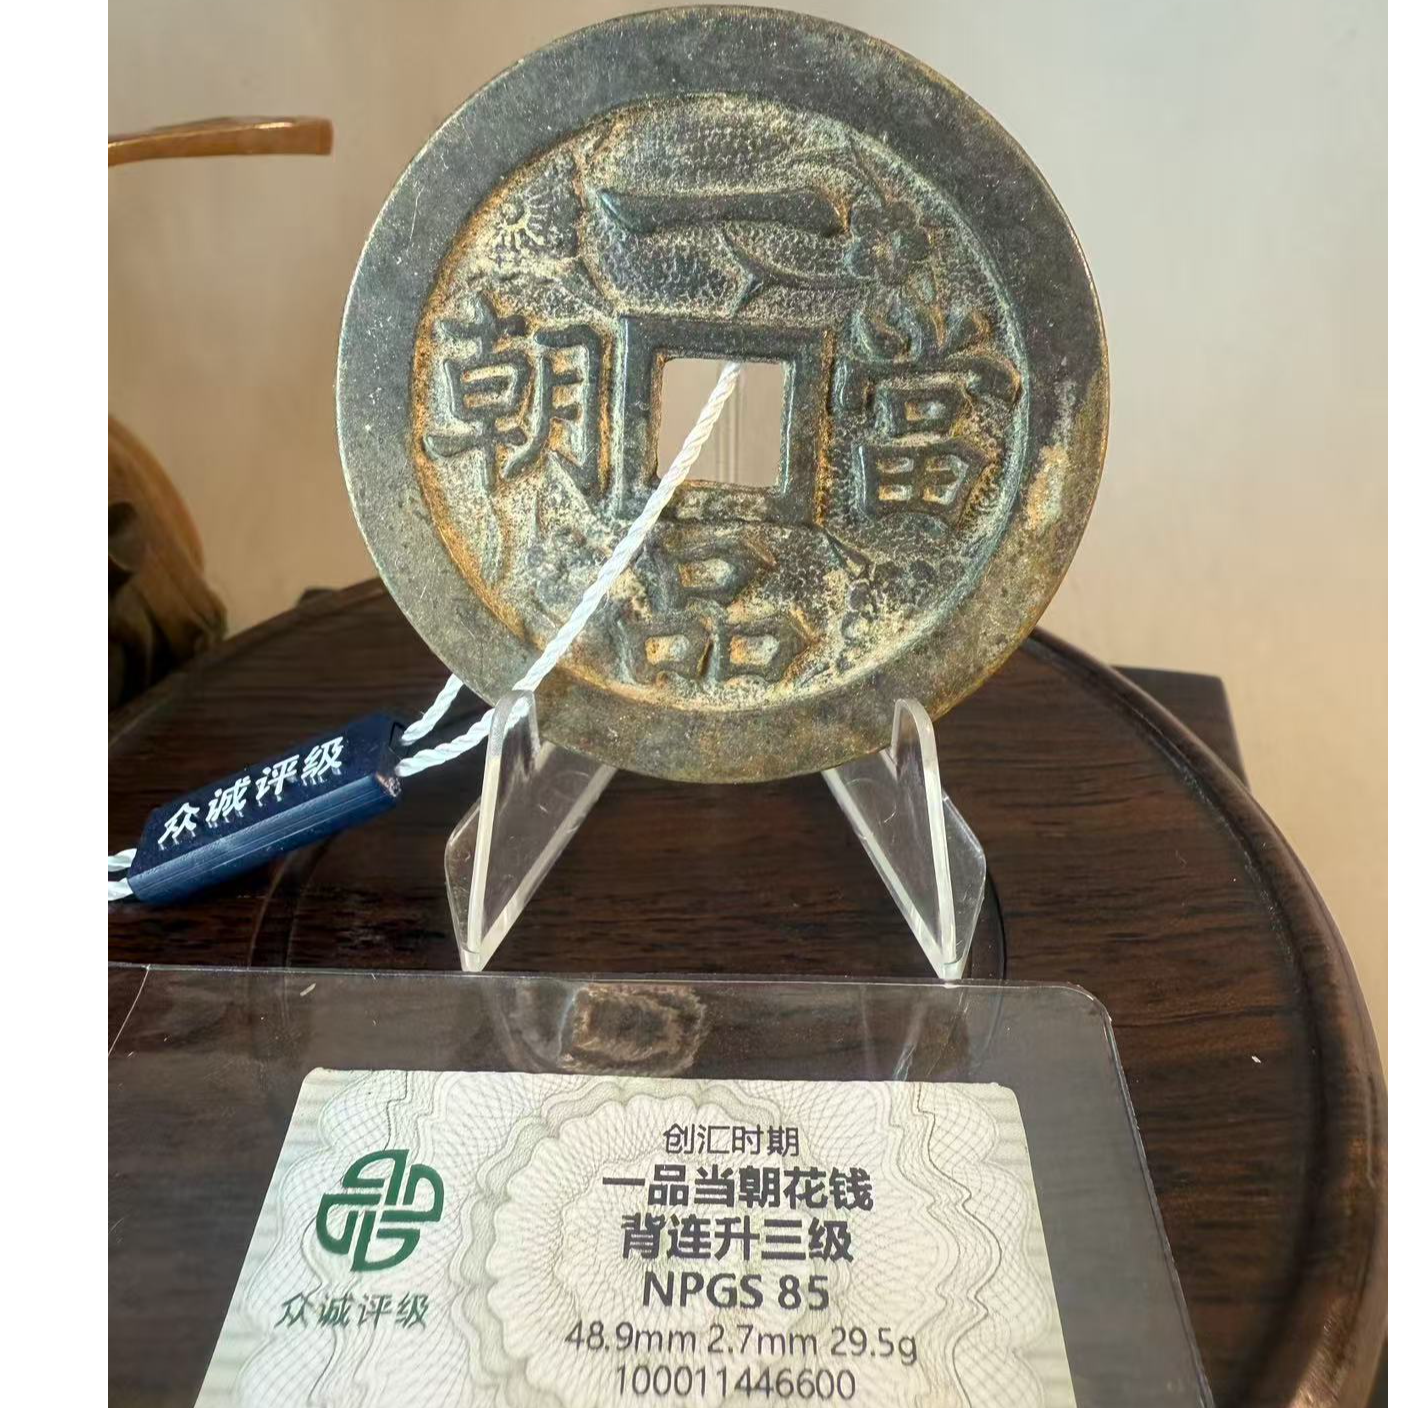 一品當朝
众诚评级
创汇时期
一品当朝花钱
背连升三级
NPGS 85
48.9mm 2.7mm 29.5g
100011446600
众诚评级